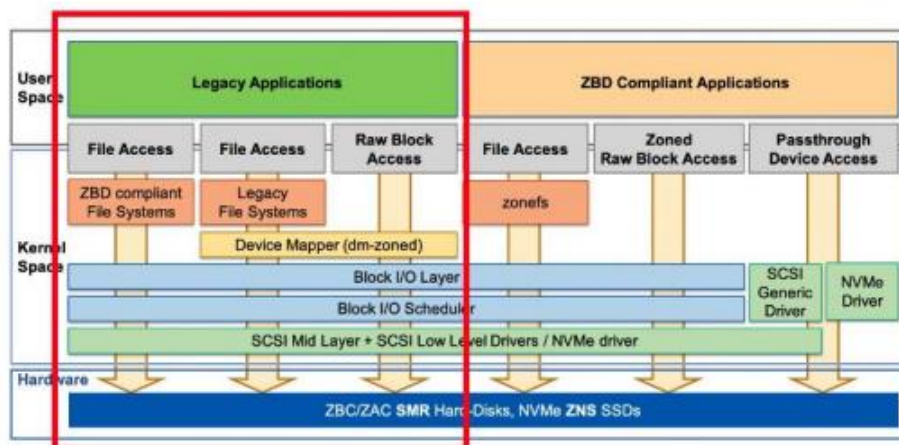 User
Space
Legacy Applications
ZBD Compliant Applications
File Access
File Access
Raw Block
Access
File Access
Zoned
Raw Block Access
Passthrough
Device Access
ZBD compliant
File Systems
Legacy
File Systems
zonefs
Device Mapper (dm-zoned)
Kernel
Space
Block I/O Layer
SCSI
Generic
Driver
NVMe
Driver
Block I/O Scheduler
SCSI Mid Layer + SCSI Low Level Drivers / NVMe driver
Hardware
ZBC/ZAC SMR Hard-Disks, NVMe ZNS SSDs